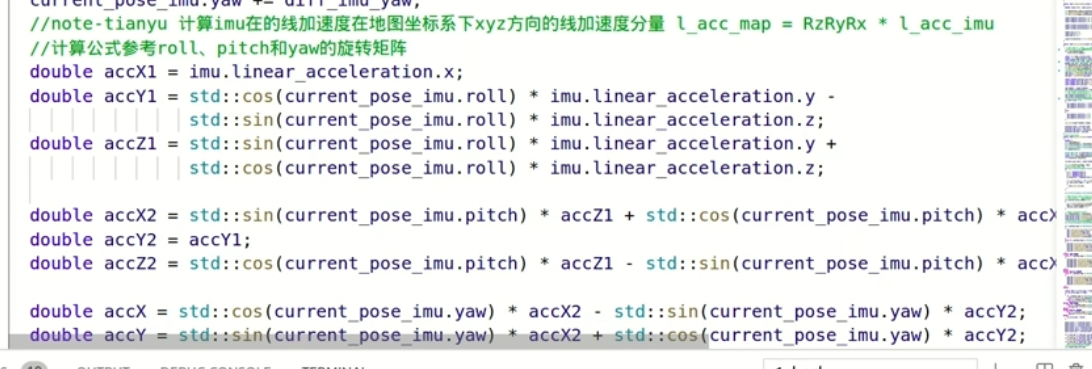 current_pose_imu.yaw += diff_imu_yaw;
//note-tianyu 计算imu在的线加速度在地图坐标系下xyz方向的线加速度分量 l_acc_map = RzRyRx * l_acc_imu
//计算公式参考roll、pitch和yaw的旋转矩阵
double accX1 = imu.linear_acceleration.x;
double accY1 = std::cos(current_pose_imu.roll) * imu.linear_acceleration.y -
std::sin(current_pose_imu.roll) * imu.linear_acceleration.z;
double accZ1 = std::sin(current_pose_imu.roll) * imu.linear_acceleration.y +
std::cos(current_pose_imu.roll) * imu.linear_acceleration.z;
double accX2 = std::sin(current_pose_imu.pitch) * accZ1 + std::cos(current_pose_imu.pitch) * accX
double accY2 = accY1;
double accZ2 = std::cos(current_pose_imu.pitch) * accZ1 - std::sin(current_pose_imu.pitch) * accX
double accX = std::cos(current_pose_imu.yaw) * accX2 - std::sin(current_pose_imu.yaw) * accY2;
double accY = std::sin(current_pose_imu.yaw) * accX2 + std::cos(current_pose_imu.yaw) * accY2;